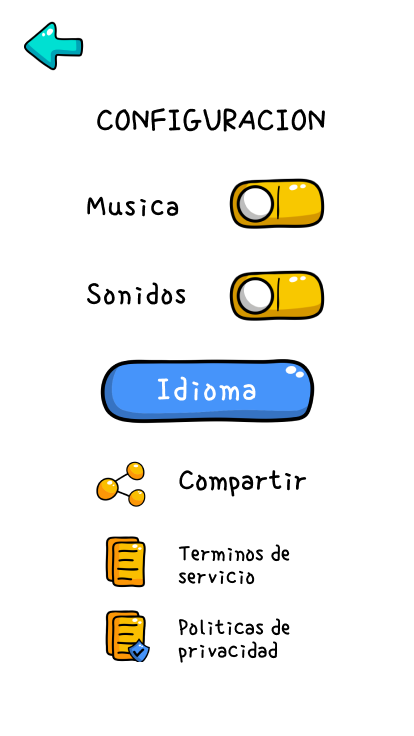 CONFIGURACION
Musica
Sonidos
Idioma
Compartir
Terminos de
servicio
Politicas de
privacidad